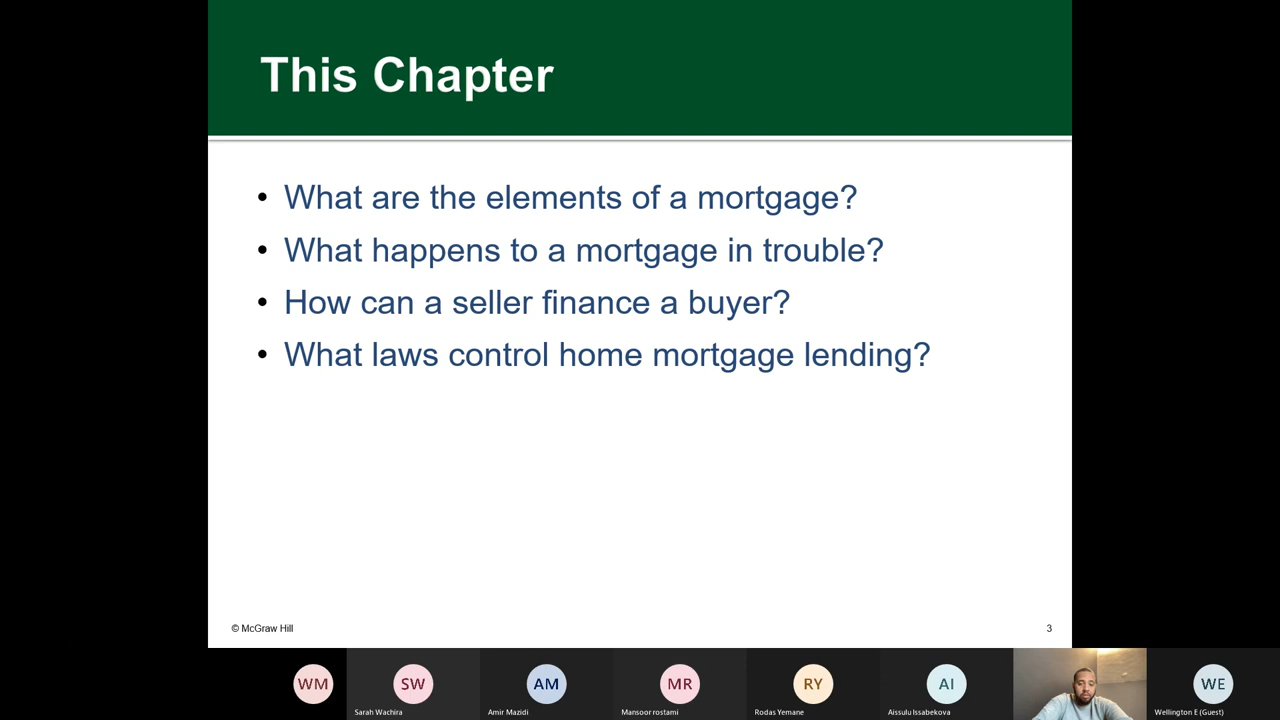 This Chapter
• What are the elements of a mortgage?
• What happens to a mortgage in trouble?
• How can a seller finance a buyer?
• What laws control home mortgage lending?
© McGraw Hill
3
WM
SW
AM
MR
RY
AI
WE
Sarah Wachira
Amir Mazidi
Mansoor rostami
Rodas Yemane
Aissulu Issabekova
Wellington E (Guest)